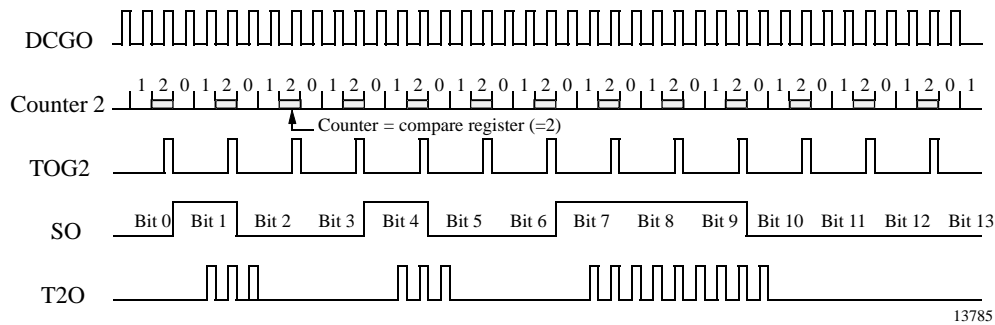 DCGO
1 2 0 1 2 0 1 2 0 1 2 0 1 2 0 1 2 0 1 2 0 1 2 0 1 2 0 1 2 0 1 2 0 1 2 0 1 2 0 1
Counter 2
Counter = compare register (=2)
TOG2
SO Bit 0 Bit 1 Bit 2 Bit 3 Bit 4 Bit 5 Bit 6 Bit 7 Bit 8 Bit 9 Bit 10 Bit 11 Bit 12 Bit 13
T2O
13785